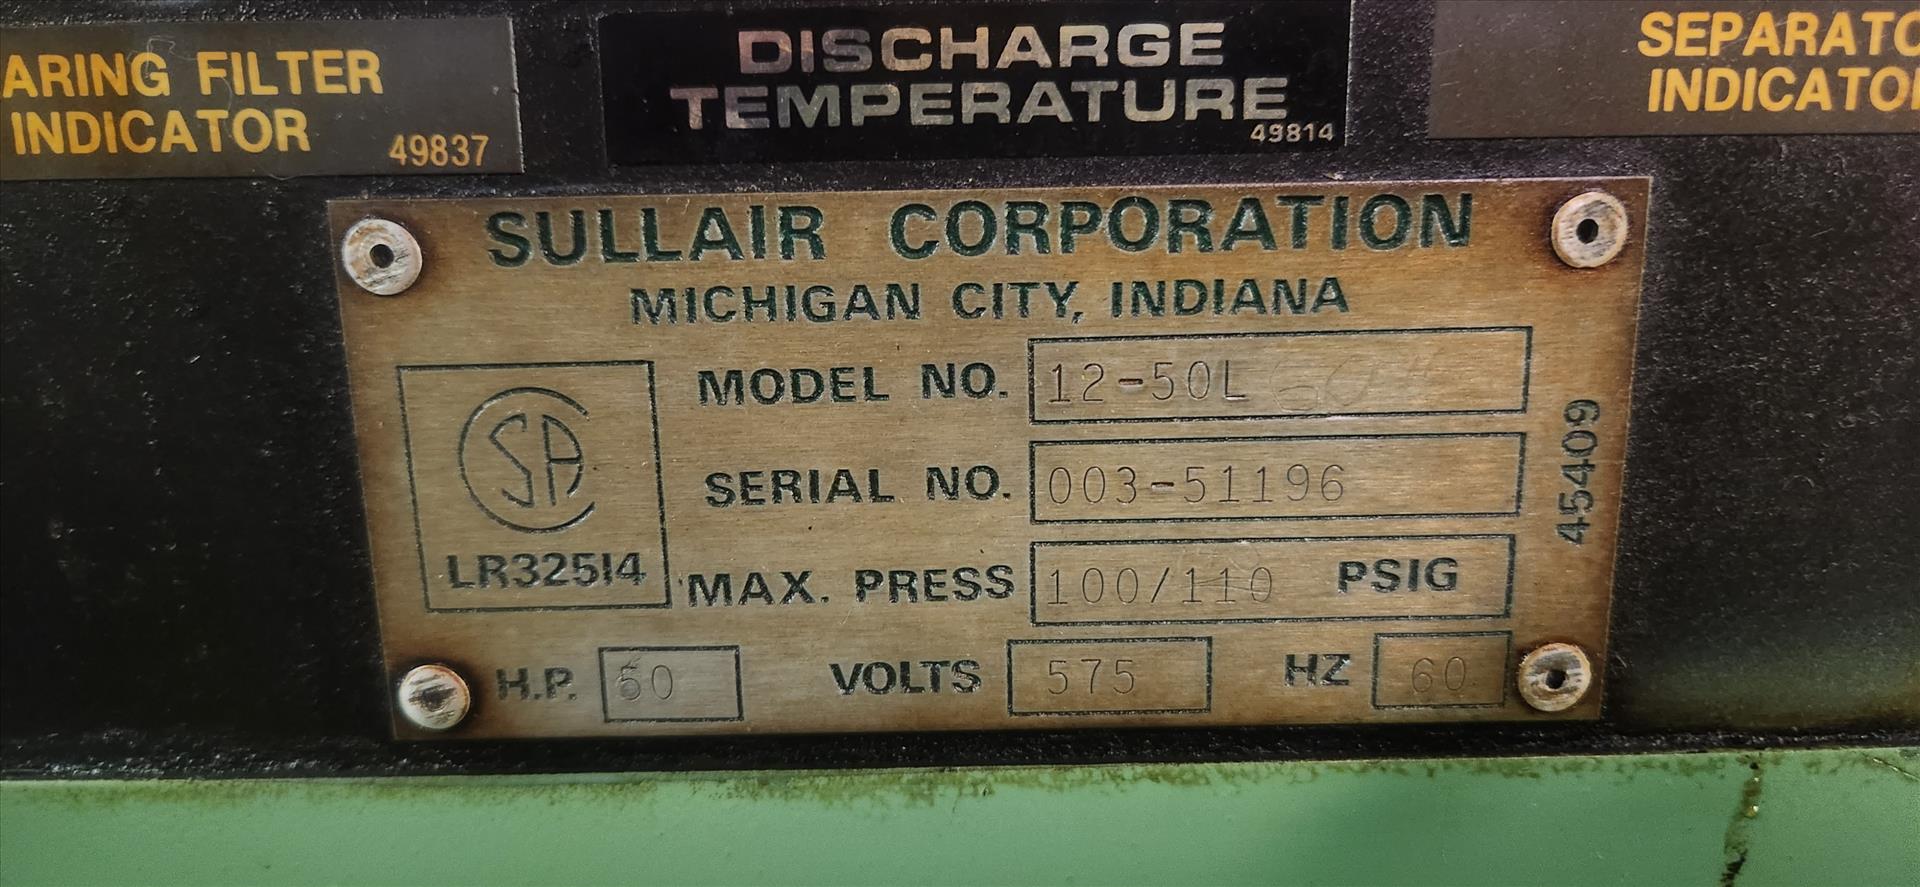 ARING FILTER
INDICATOR
49837
DISCHARGE
TEMPERATURE
49814
SEPARATO
INDICATO
SULLAIR CORPORATION
MICHIGAN CITY, INDIANA
MODEL NO. 12-50L
SERIAL NO. 003-51196
MAX. PRESS 100/110 PSIG
H.P. 50 VOLTS 575 HZ 60
SA
LR32514
45409